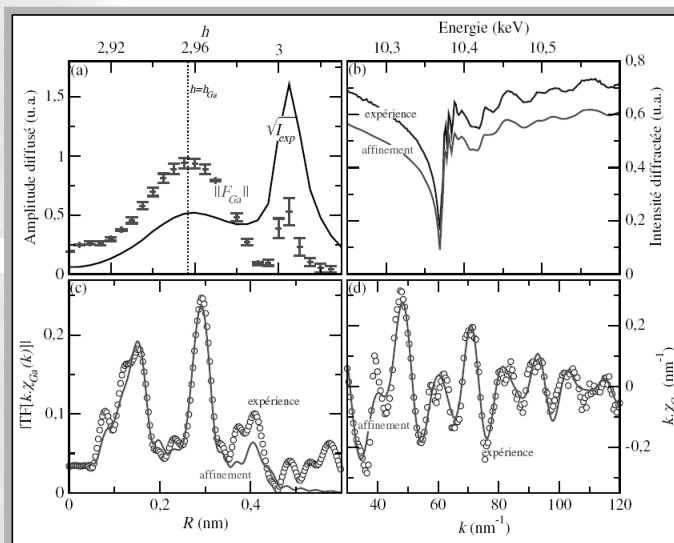 h
Energie (keV)
2,92
2,96
3
10,3
10,4
10,5
(a)
(b)
h=h_Ga
√I_exp
||F_Ga||
1,5
1
0,5
0
Amplitude diffusé (u.a.)
expérience
affinement
0,8
0,6
0,4
0,2
0
Intensité diffractée (u.a.)
(c)
(d)
0,2
0,1
0
|TF[k.χ_Ga(k)]|
expérience
affinement
0
0,2
0,4
R (nm)
affinement
expérience
0,2
0
-0,2
(nm⁻¹)
40
60
80
100
120
k (nm⁻¹)